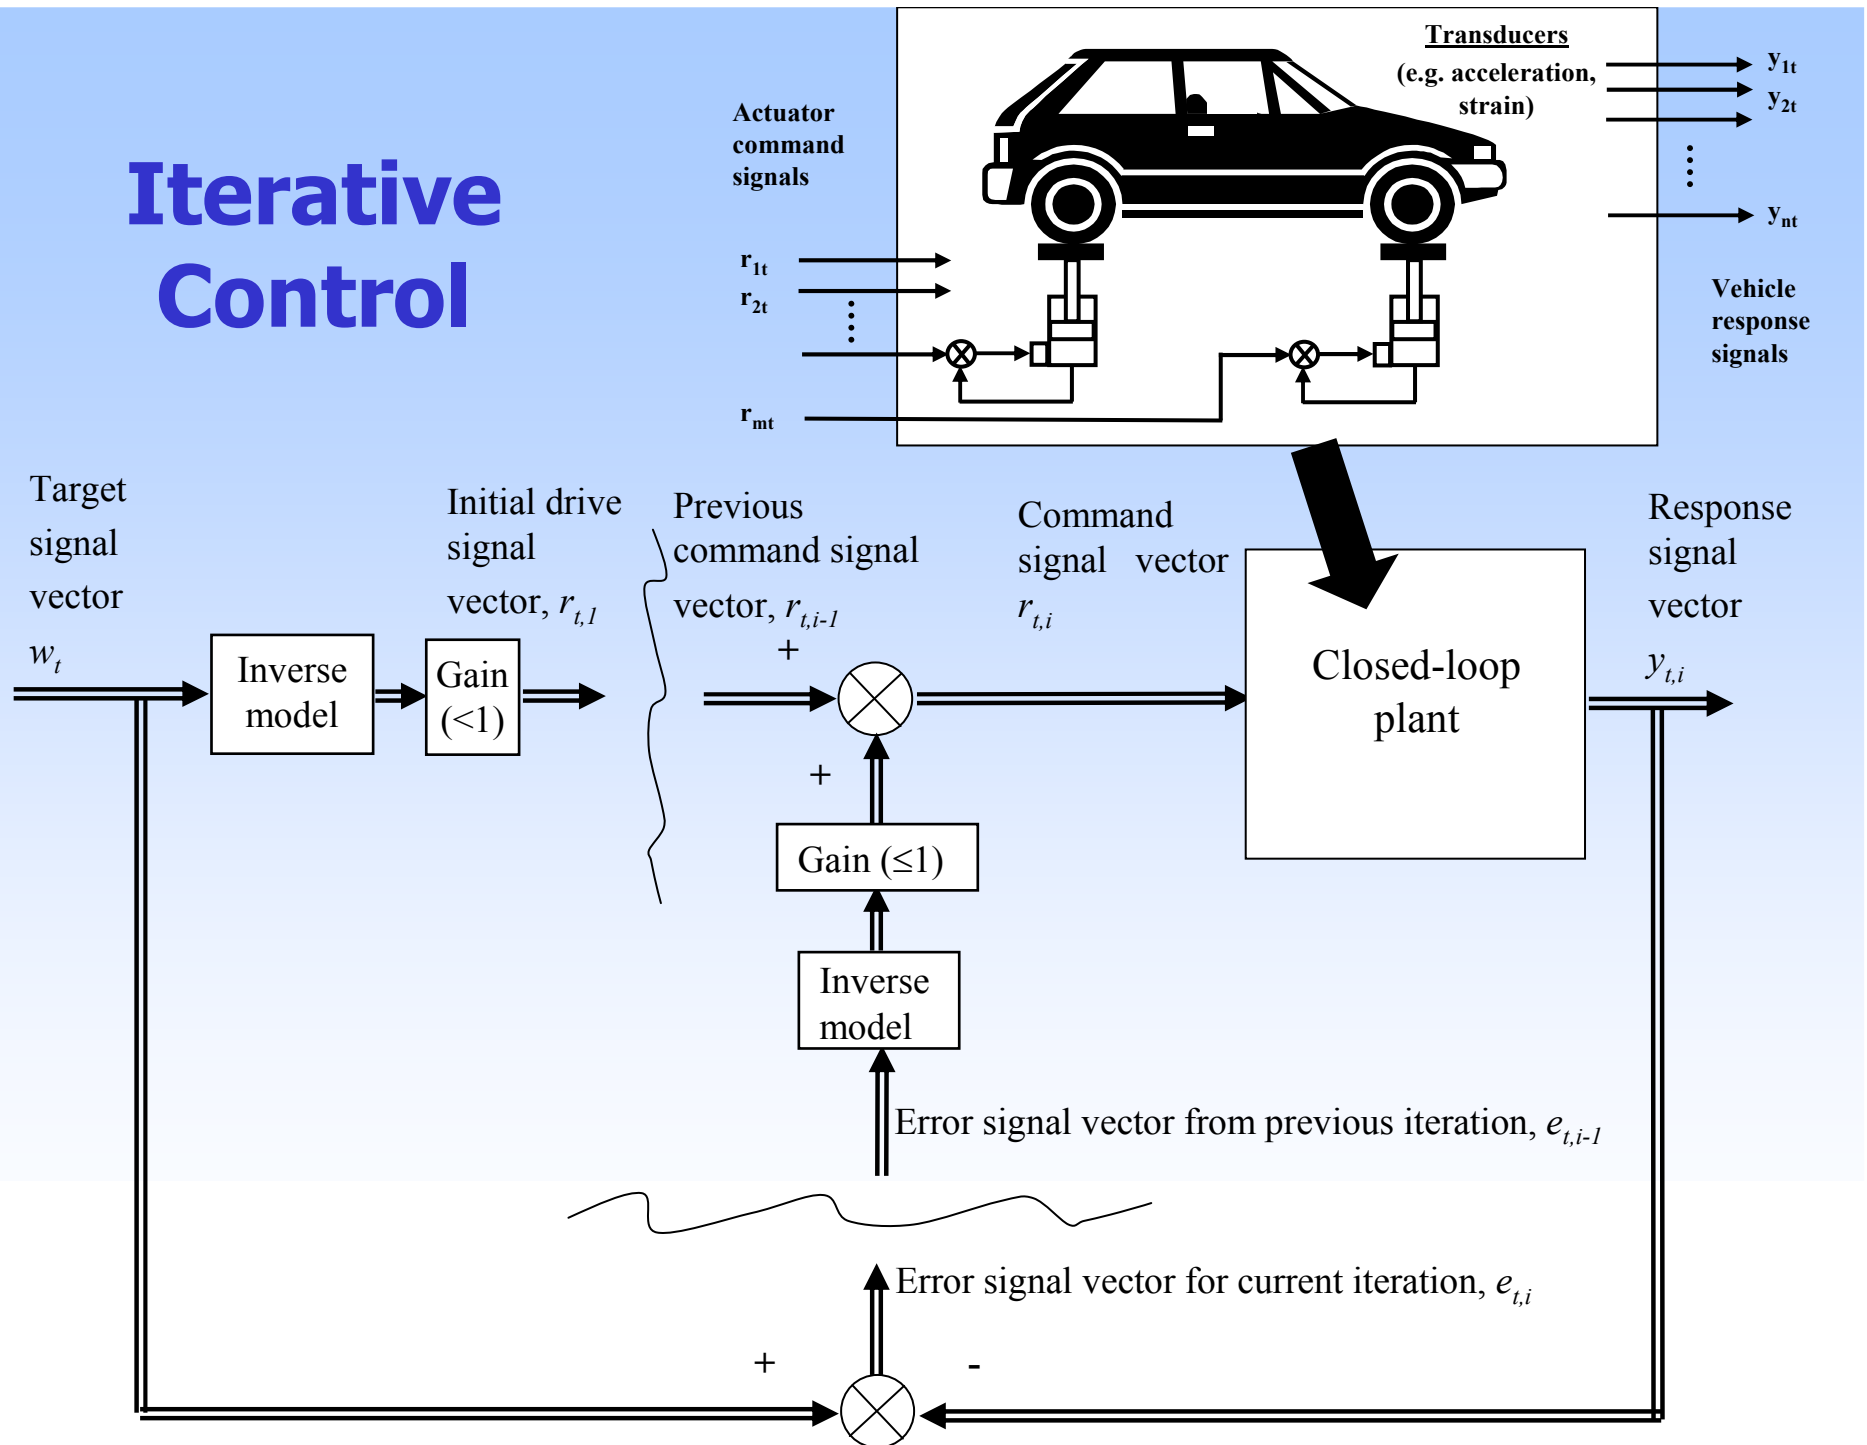 Iterative
Control
Actuator
command
signals
Transducers
(e.g. acceleration,
strain)
y1t
y2t
ynt
r1t
r2t
rmt
Vehicle
response
signals
Target
signal
vector
wt
Initial drive
signal
vector, rt,1
Previous
command signal
vector, rt,i-1
Command
signal vector
rt,i
Response
signal
vector
yt,i
Inverse
model
Gain
(<1)
+
Closed-loop
plant
+
Gain (≤1)
Inverse
model
Error signal vector from previous iteration, et,i-1
Error signal vector for current iteration, et,i
+ -